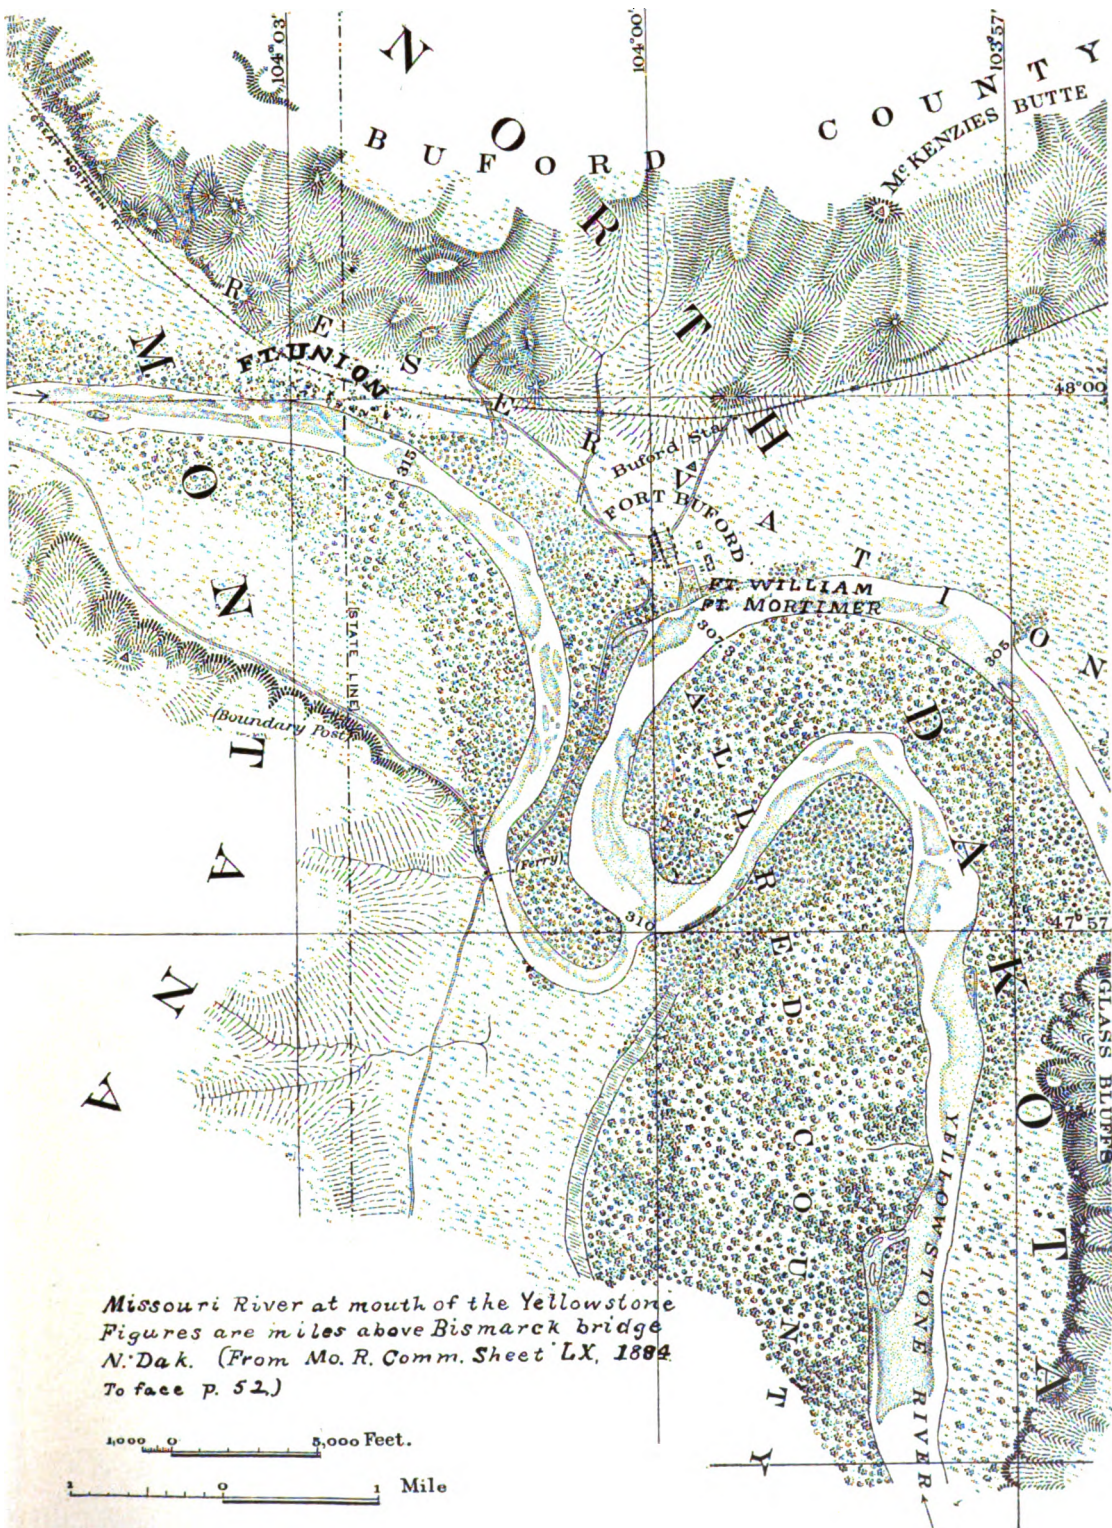 104° 03'
104° 00'
103° 57'
NORTH DAKOTA
BUFORD COUNTY
McKENZIES BUTTE
GREAT NORTHERN RY.
RESERVATION
MONTANA
FT. UNION
48° 00
315
Buford Sta.
FORT BUFORD
FT. WILLIAM
FT. MORTIMER
307.3
305
STATE LINE
(Boundary Post)
ALLRED COUNTY
(Ferry)
310
47° 57
GLASS BLUFFS
YELLOWSTONE RIVER
Missouri River at mouth of the Yellowstone
Figures are miles above Bismarck bridge
N. Dak. (From Mo. R. Comm. Sheet LX, 1884
To face p. 52)
1,000 0 5,000 Feet.
0 1 Mile